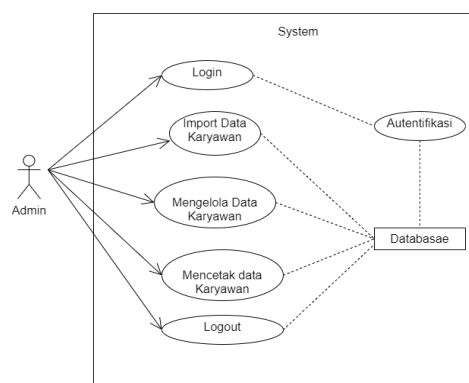 System
Login
Import Data
Karyawan
Autentifikasi
Admin
Mengelola Data
Karyawan
Databasae
Mencetak data
Karyawan
Logout